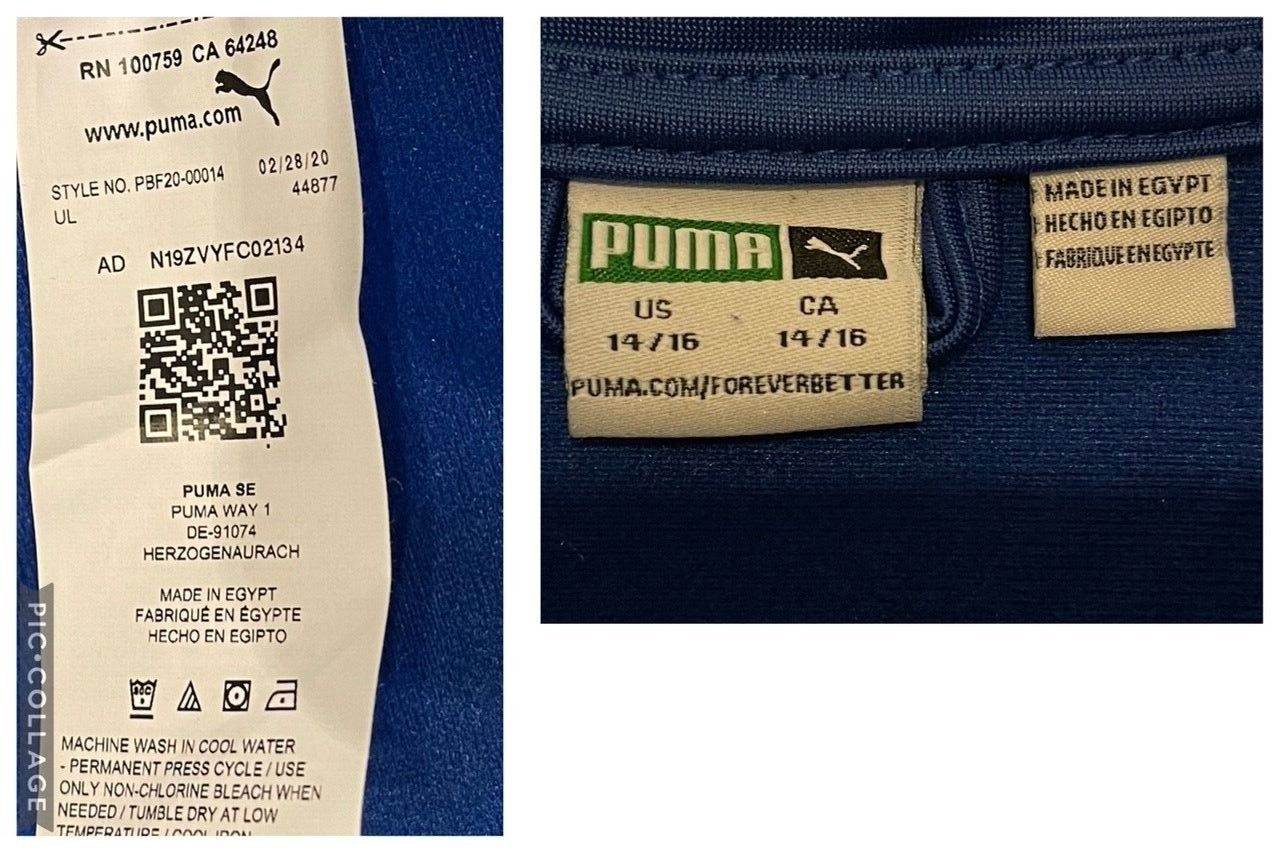 RN 100759 CA 64248
www.puma.com
STYLE NO. PBF20-00014 02/28/20
UL 44877
AD N19ZVYFC02134
PUMA SE
PUMA WAY 1
DE-91074
HERZOGENAURACH
MADE IN EGYPT
FABRIQUÉ EN ÉGYPTE
HECHO EN EGIPTO
MACHINE WASH IN COOL WATER
- PERMANENT PRESS CYCLE / USE
ONLY NON-CHLORINE BLEACH WHEN
NEEDED / TUMBLE DRY AT LOW
TEMPERATURE / COOL IRON
PIC•COLLAGE
PUMA
US CA
14/16 14/16
PUMA.COM/FOREVERBETTER
MADE IN EGYPT
HECHO EN EGIPTO
FABRIQUE EN EGYPTE